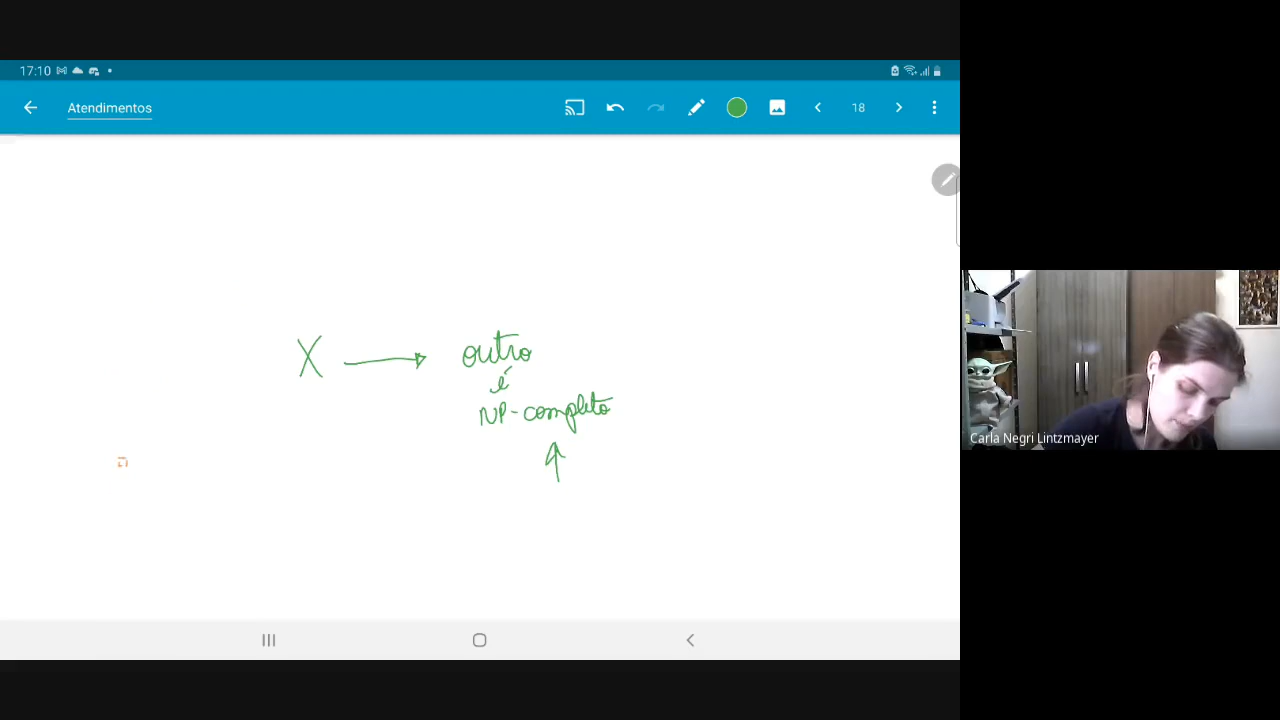 17:10
Atendimentos
18
X → outro
é
NP-completo
↑
Carla Negri Lintzmayer